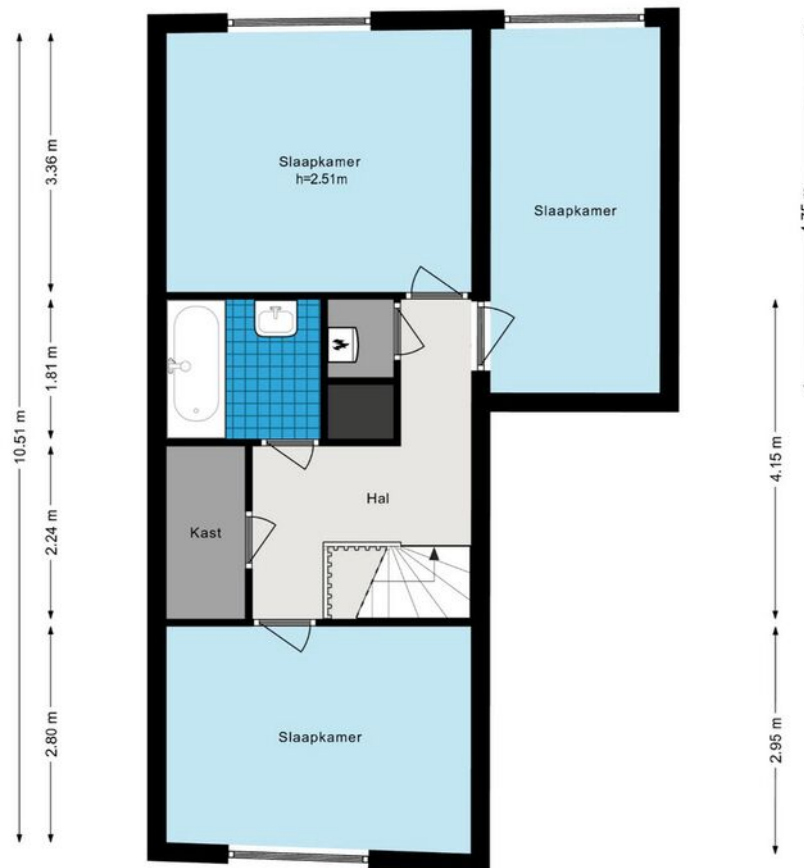 Slaapkamer
h=2.51m
Slaapkamer
Hal
Kast
Slaapkamer
3.36 m
1.81 m
10.51 m
2.24 m
2.80 m
4.15 m
2.95 m